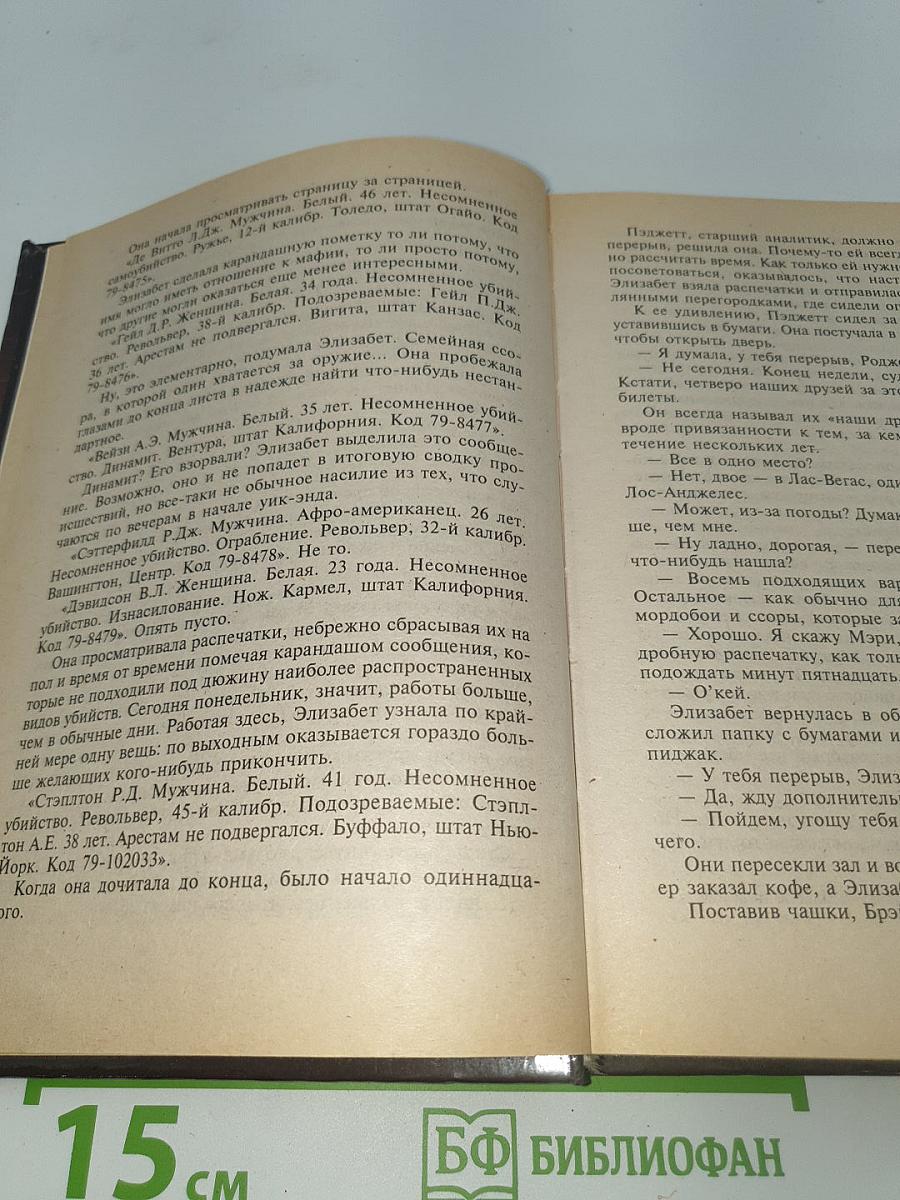 Она начала просматривать страницу за страницей.
«Де Витто Л.Дж. Мужчина. Белый. 46 лет. Несомненное
самоубийство. Ружье, 12-й калибр. Толедо, штат Огайо. Код
79-8475».
Элизабет сделала карандашную пометку то ли потому, что
имя могло иметь отношение к мафии, то ли просто потому,
что другие могли оказаться еще менее интересными.
«Гейл Д.Р. Женщина. Белая. 34 года. Несомненное убий-
ство. Револьвер, 38-й калибр. Подозреваемые: Гейл П.Дж.
36 лет. Арестам не подвергался. Вигита, штат Канзас. Код
79-8476».
Ну, это элементарно, подумала Элизабет. Семейная ссо-
ра, в которой один хватается за оружие... Она пробежала
глазами до конца листа в надежде найти что-нибудь нестан-
дартное.
«Вейзи А.Э. Мужчина. Белый. 35 лет. Несомненное убий-
ство. Динамит. Вентура, штат Калифорния. Код 79-8477».
Динамит? Его взорвали? Элизабет выделила это сообще-
ние. Возможно, оно и не попадет в итоговую сводку про-
исшествий, но все-таки не обычное насилие из тех, что слу-
чаются по вечерам в начале уик-энда.
«Сэттерфилд Р.Дж. Мужчина. Афро-американец. 26 лет.
Несомненное убийство. Ограбление. Револьвер, 32-й калибр.
Вашингтон, Центр. Код 79-8478». Не то.
«Дэвидсон В.Л. Женщина. Белая. 23 года. Несомненное
убийство. Изнасилование. Нож. Кармел, штат Калифорния.
Код 79-8479». Опять пусто.
Она просматривала распечатки, небрежно сбрасывая их на
пол и время от времени помечая карандашом сообщения, ко-
торые не подходили под дюжину наиболее распространенных
видов убийств. Сегодня понедельник, значит, работы больше,
чем в обычные дни. Работая здесь, Элизабет узнала по край-
ней мере одну вещь: по выходным оказывается гораздо боль-
ше желающих кого-нибудь прикончить.
«Стэплтон Р.Д. Мужчина. Белый. 41 год. Несомненное
убийство. Револьвер, 45-й калибр. Подозреваемые: Стэпл-
тон А.Е. 38 лет. Арестам не подвергался. Буффало, штат Нью-
Йорк. Код 79-102033».
Когда она дочитала до конца, было начало одиннадца-
ого.
Пэджетт, старший аналитик, должно
перерыв, решила она. Почему-то ей всегд
но рассчитать время. Как только ей нужн
посоветоваться, оказывалось, что наст
Элизабет взяла распечатки и отправилас
лянными перегородками, где сидели оп
К ее удивлению, Пэджетт сидел за
уставившись в бумаги. Она постучала в
чтобы открыть дверь.
— Я думала, у тебя перерыв,Родже
— Не сегодня. Конец недели, суд
Кстати, четверо наших друзей за эт
билеты.
Он всегда называл их «наши др
вроде привязанности к тем, за кем
течение нескольких лет.
— Все в одно место?
— Нет, двое — в Лас-Вегас, оди
Лос-Анджелес.
— Может, из-за погоды? Думак
ше, чем мне.
— Ну ладно, дорогая, — пере
что-нибудь нашла?
— Восемь подходящих вар
Остальное — как обычно для
мордобои и ссоры, которые за
— Хорошо. Я скажу Мэри,
дробную распечатку, как толь
подождать минут пятнадцать.
— О'кей.
Элизабет вернулась в об
сложил папку с бумагами и
пиджак.
— У тебя перерыв, Элиз
— Да, жду дополнитель
— Пойдем, угощу тебя
чего.
Они пересекли зал и во
ер заказал кофе, а Элиза
Поставив чашки, Брэ
15 см
БФ БИБЛИОФАН